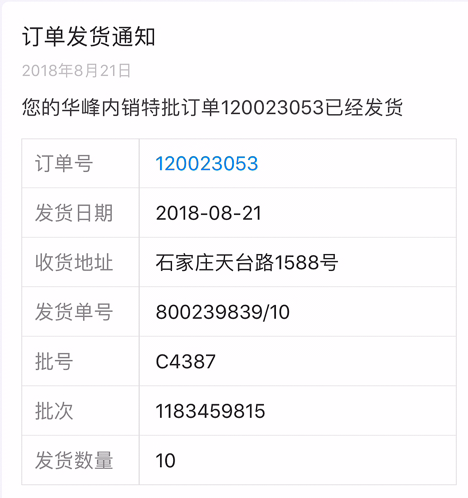 订单发货通知
2018年8月21日
您的华峰内销特批订单120023053已经发货
订单号 120023053
发货日期 2018-08-21
收货地址 石家庄天台路1588号
发货单号 800239839/10
批号 C4387
批次 1183459815
发货数量 10